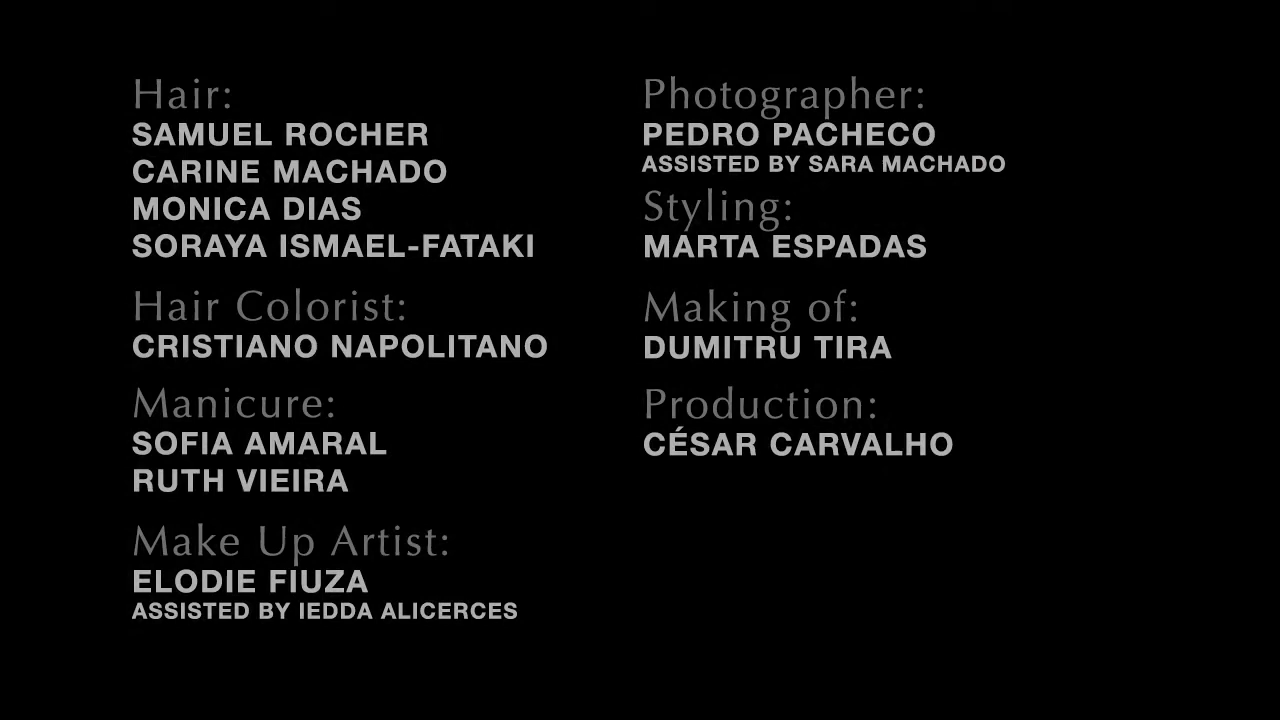 Hair:
SAMUEL ROCHER
CARINE MACHADO
MONICA DIAS
SORAYA ISMAEL-FATAKI
Hair Colorist:
CRISTIANO NAPOLITANO
Manicure:
SOFIA AMARAL
RUTH VIEIRA
Make Up Artist:
ELODIE FIUZA
ASSISTED BY IEDDA ALICERCES
Photographer:
PEDRO PACHECO
ASSISTED BY SARA MACHADO
Styling:
MARTA ESPADAS
Making of:
DUMITRU TIRA
Production:
CÉSAR CARVALHO